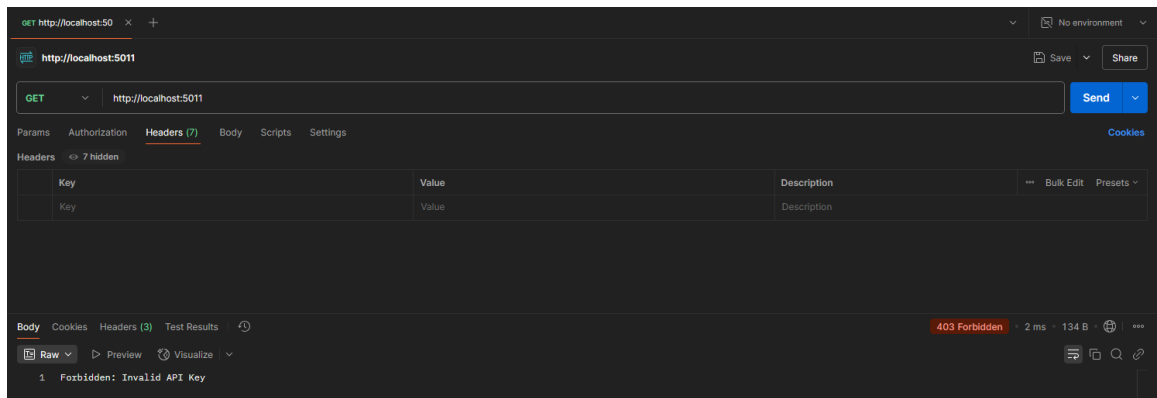 GET http://localhost:50
No environment
HTTP http://localhost:5011
Save
Share
GET
http://localhost:5011
Send
Params Authorization Headers (7) Body Scripts Settings
Cookies
Headers 7 hidden
Key Value Description
Bulk Edit Presets
Key Value Description
Body Cookies Headers (3) Test Results
403 Forbidden 2 ms 134 B
Raw Preview Visualize
1 Forbidden: Invalid API Key